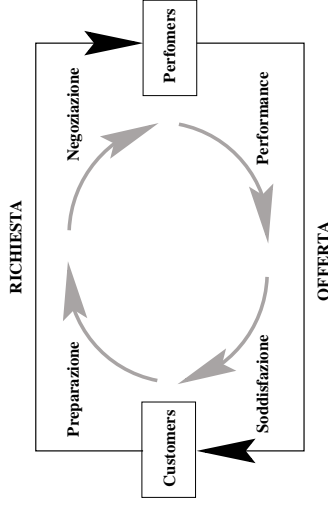 RICHIESTA
Preparazione
Negoziazione
Customers
Perfomers
Soddisfazione
Performance
OFFERTA